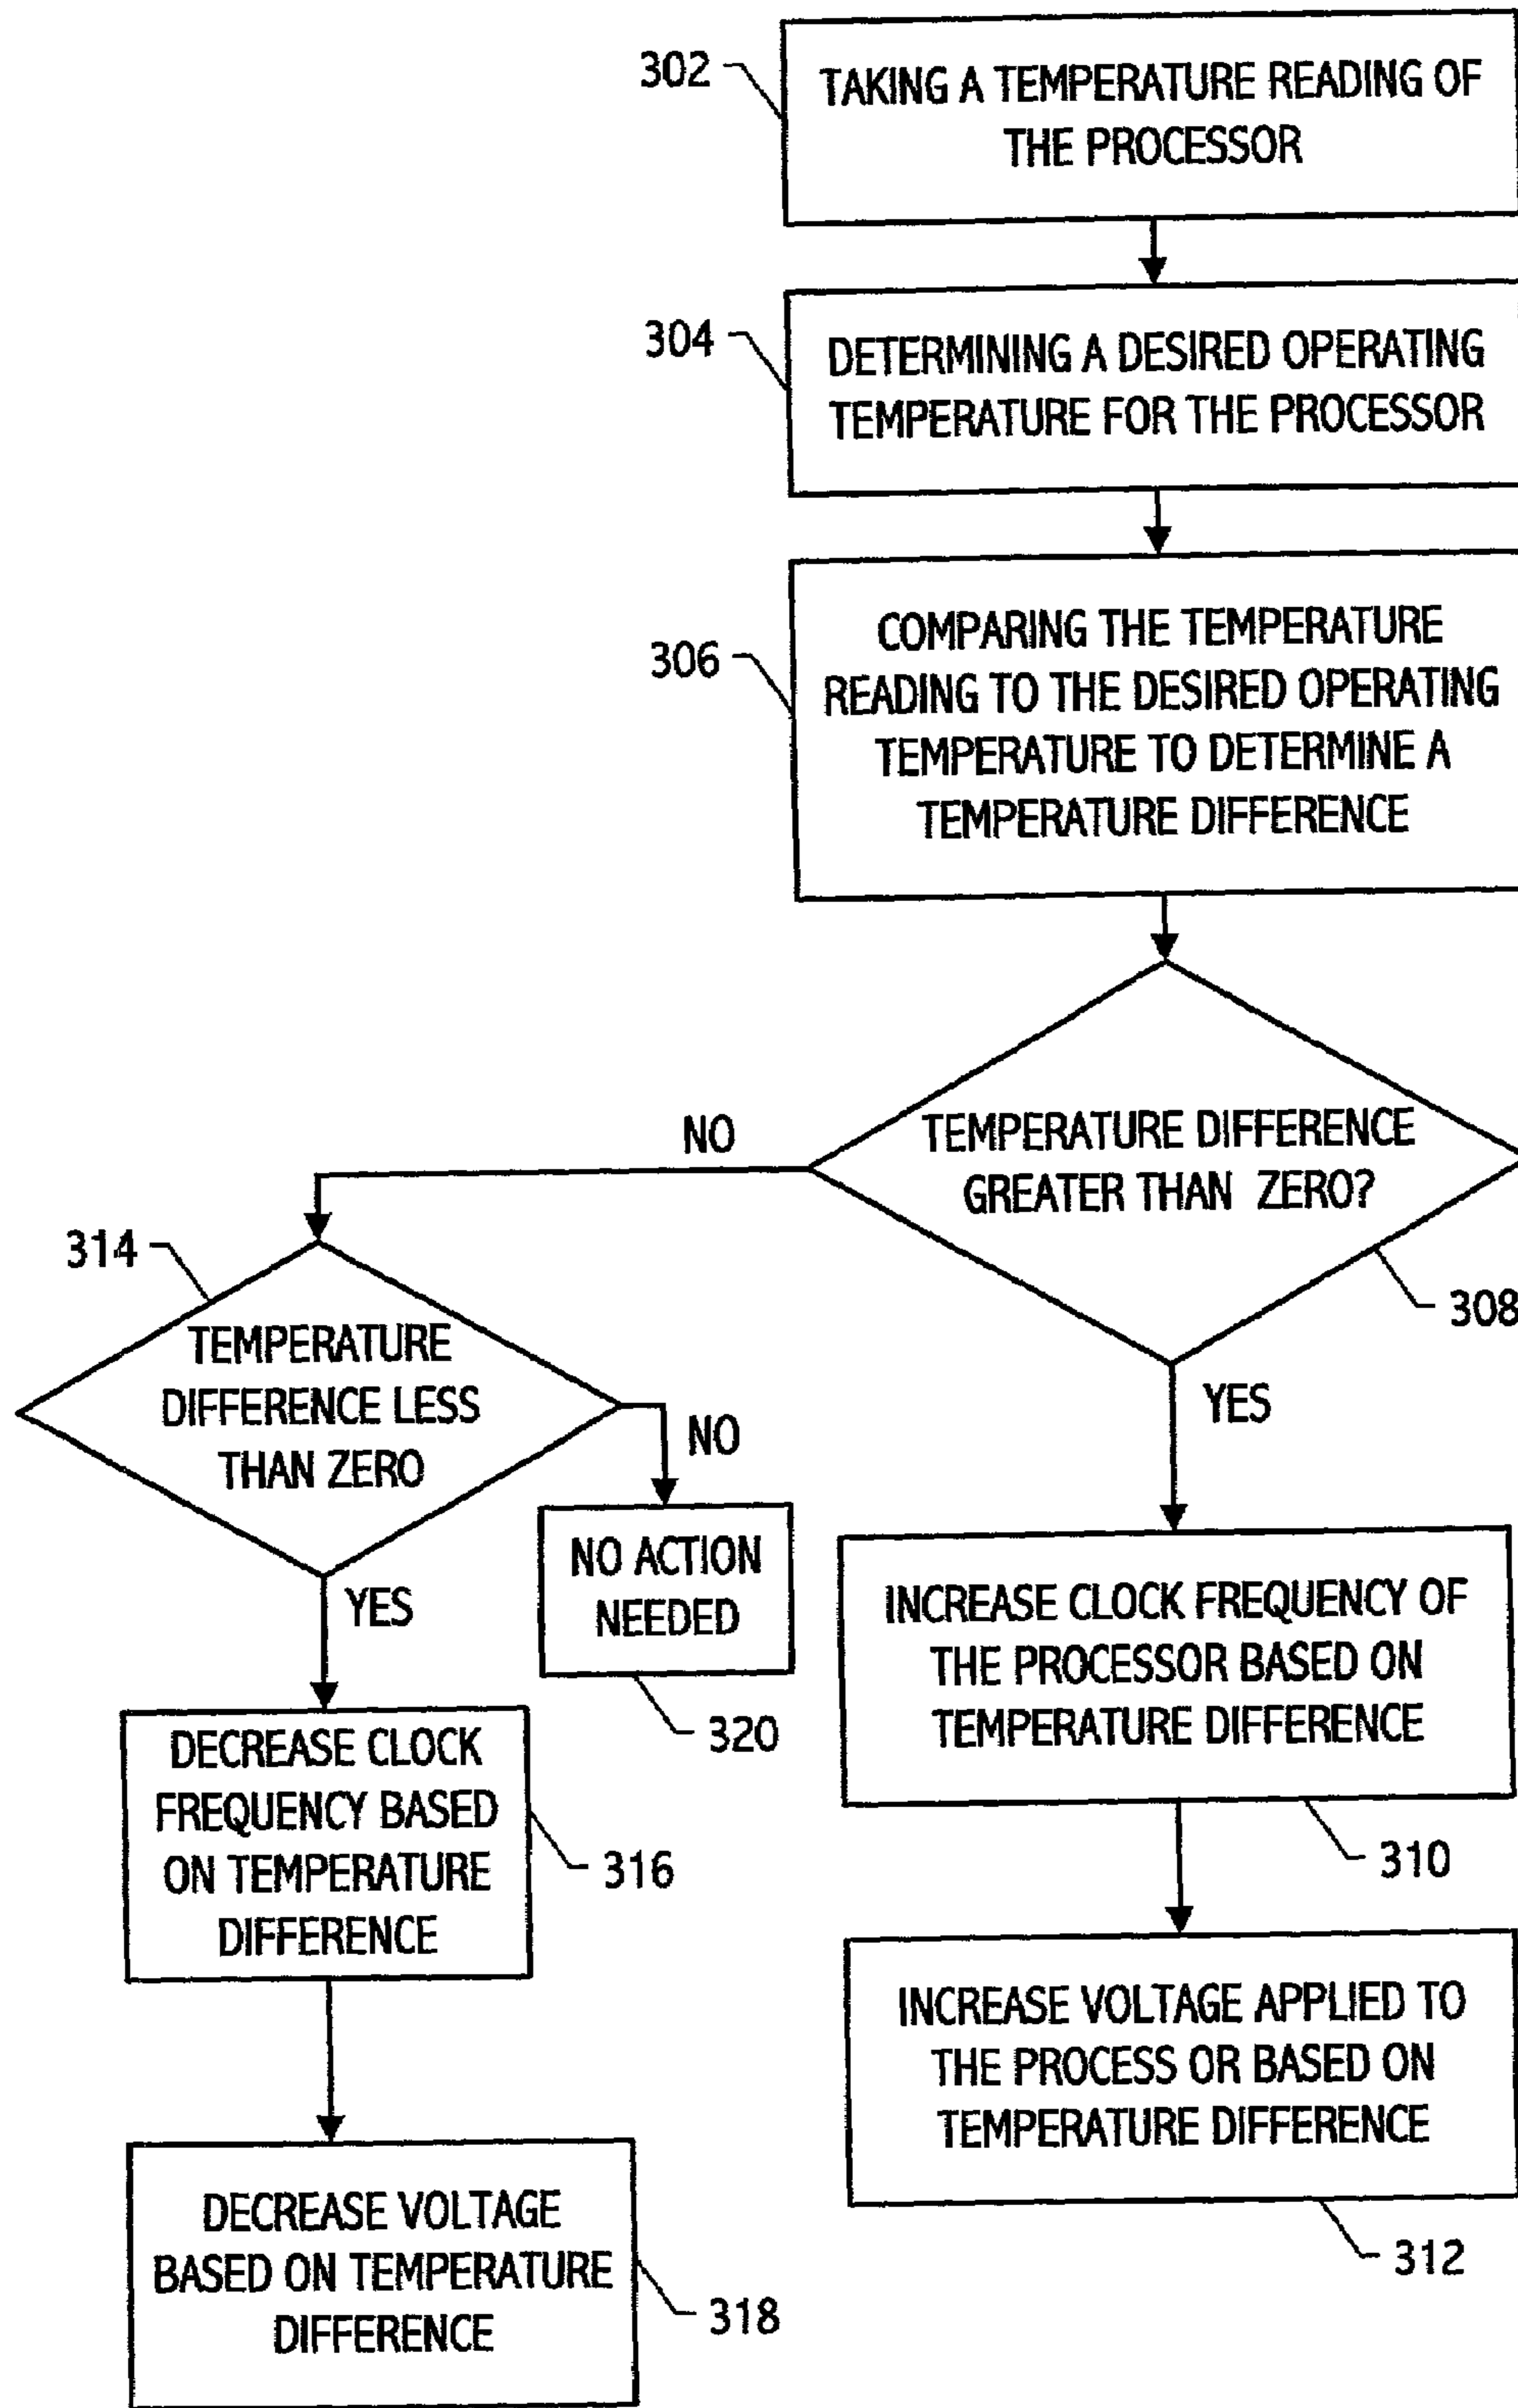 302
TAKING A TEMPERATURE READING OF
THE PROCESSOR
304
DETERMINING A DESIRED OPERATING
TEMPERATURE FOR THE PROCESSOR
306
COMPARING THE TEMPERATURE
READING TO THE DESIRED OPERATING
TEMPERATURE TO DETERMINE A
TEMPERATURE DIFFERENCE
TEMPERATURE DIFFERENCE
GREATER THAN ZERO?
308
NO
YES
314
TEMPERATURE
DIFFERENCE LESS
THAN ZERO
NO
NO ACTION
NEEDED
320
YES
DECREASE CLOCK
FREQUENCY BASED
ON TEMPERATURE
DIFFERENCE
316
DECREASE VOLTAGE
BASED ON TEMPERATURE
DIFFERENCE
318
INCREASE CLOCK FREQUENCY OF
THE PROCESSOR BASED ON
TEMPERATURE DIFFERENCE
310
INCREASE VOLTAGE APPLIED TO
THE PROCESS OR BASED ON
TEMPERATURE DIFFERENCE
312